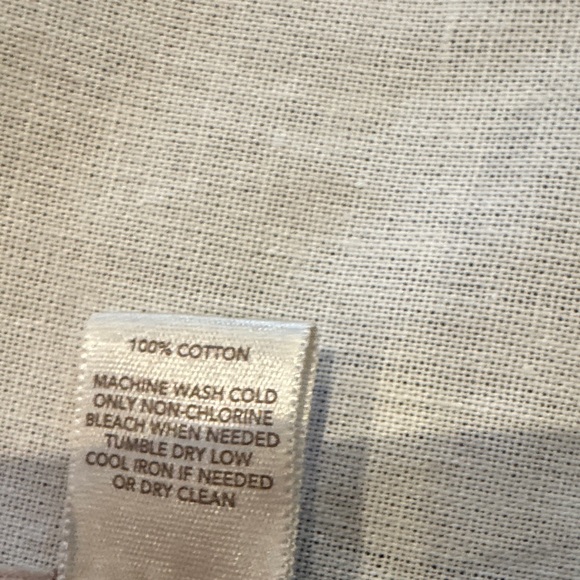 100% COTTON
MACHINE WASH COLD
ONLY NON-CHLORINE
BLEACH WHEN NEEDED
TUMBLE DRY LOW
COOL IRON IF NEEDED
OR DRY CLEAN